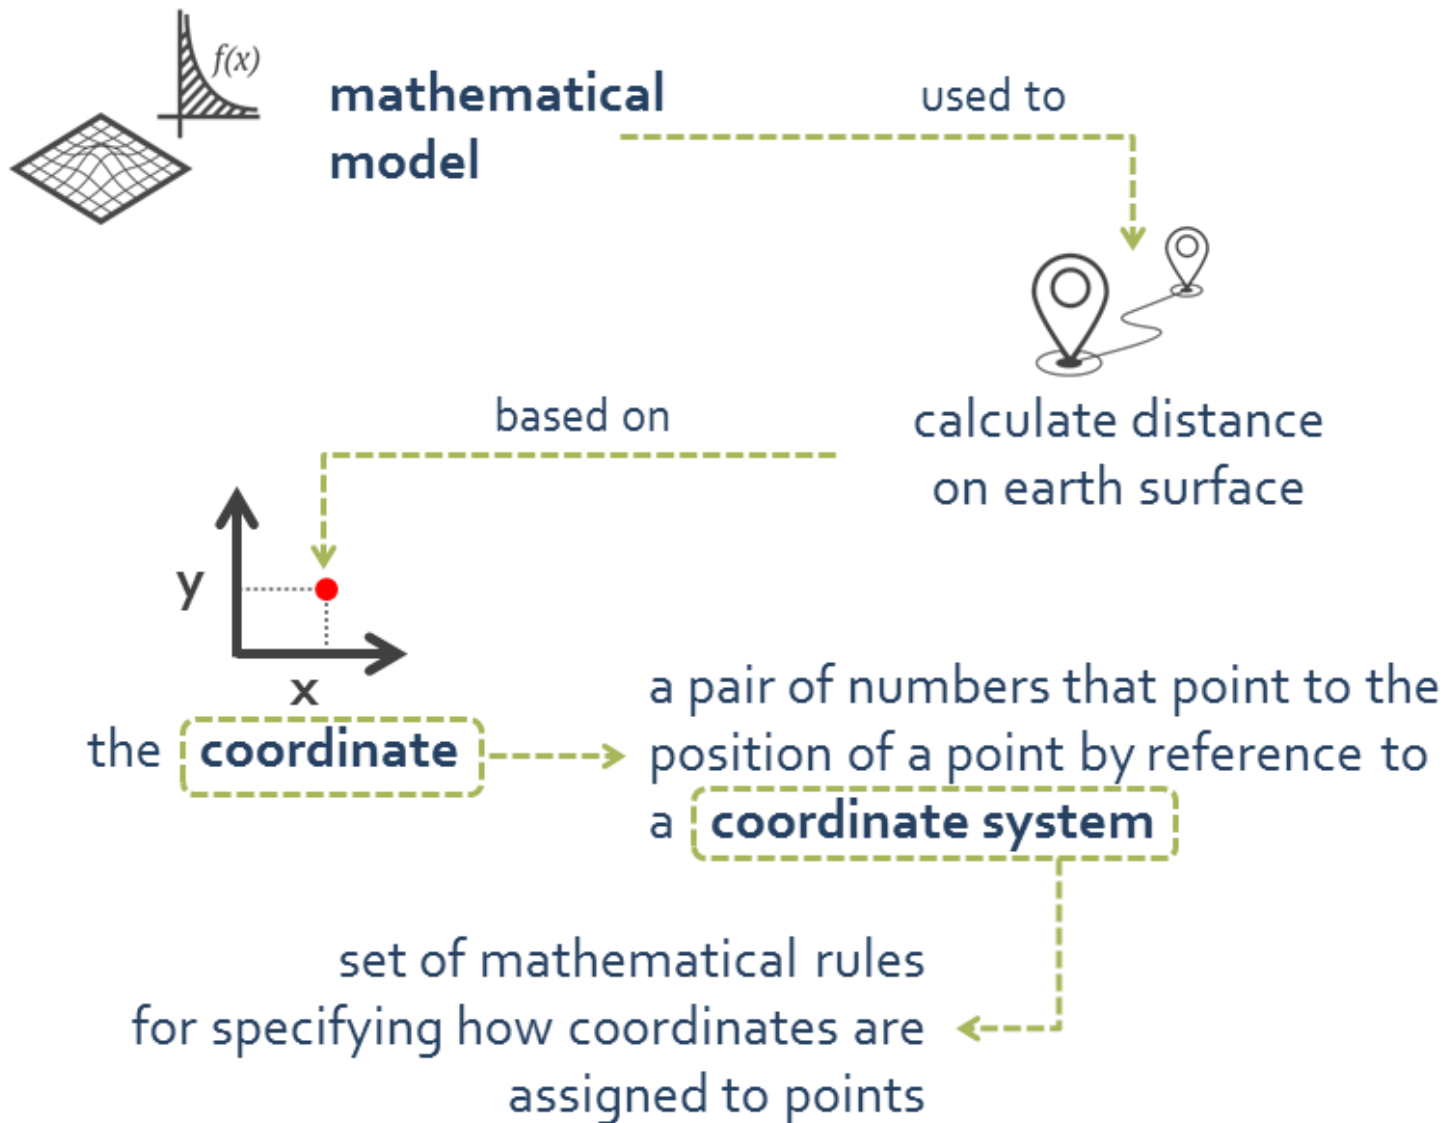 f(x)
mathematical
model
used to
calculate distance
on earth surface
based on
y
x
the coordinate
a pair of numbers that point to the
position of a point by reference to
a coordinate system
set of mathematical rules
for specifying how coordinates are
assigned to points